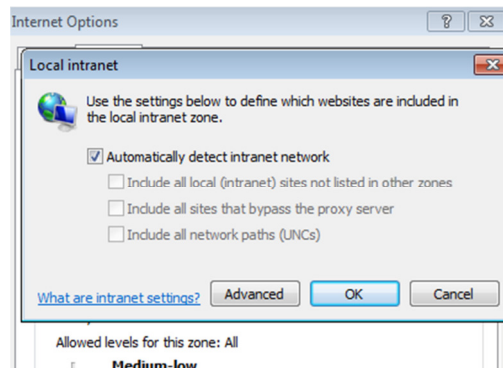 Internet Options
Local intranet
Use the settings below to define which websites are included in
the local intranet zone.
Automatically detect intranet network
Include all local (intranet) sites not listed in other zones
Include all sites that bypass the proxy server
Include all network paths (UNCs)
What are intranet settings? Advanced OK Cancel
Allowed levels for this zone: All
Medium-low